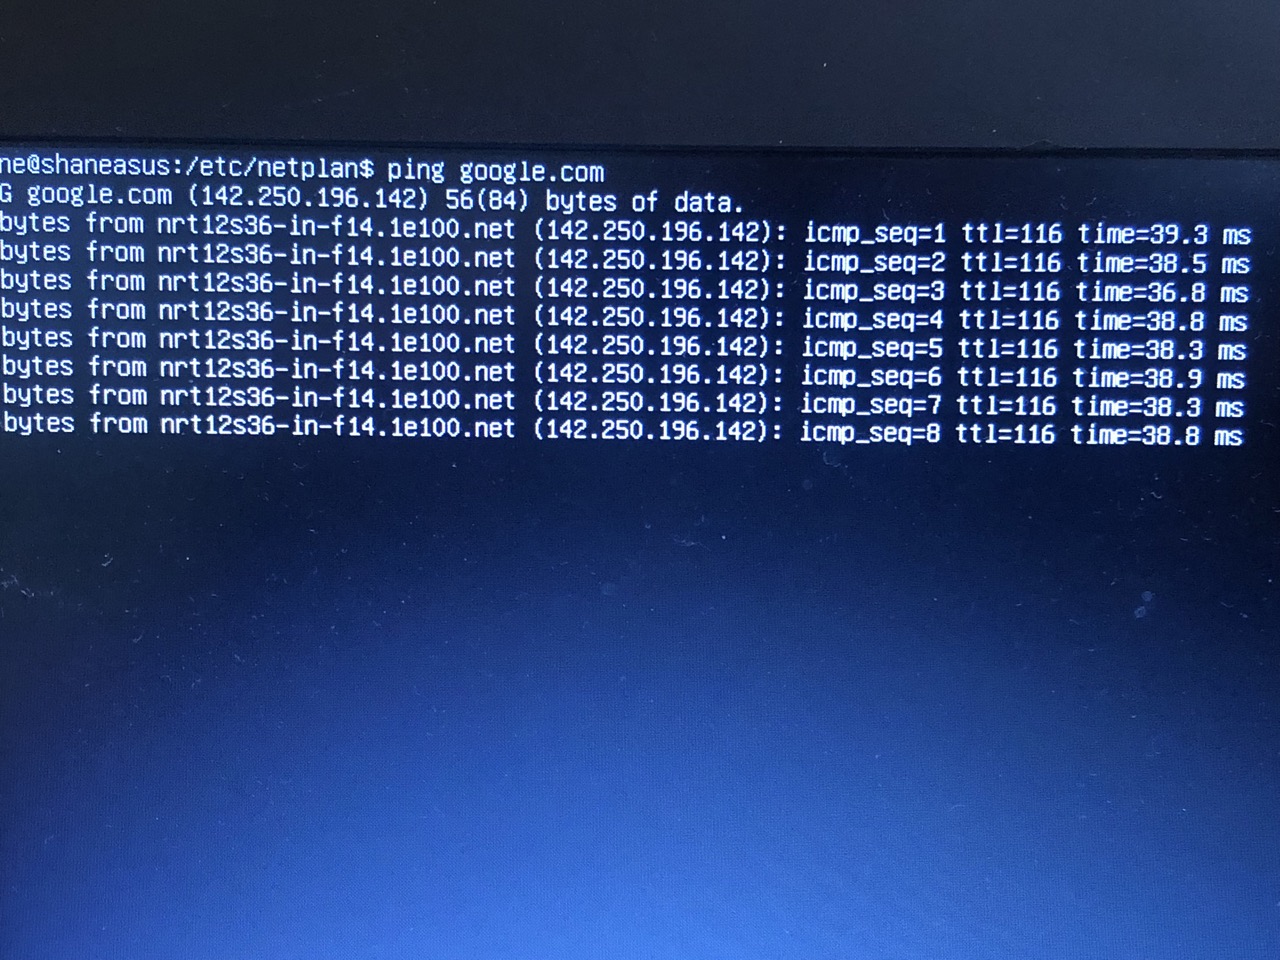 ne@shaneasus:/etc/netplan$ ping google.com
G google.com (142.250.196.142) 56(84) bytes of data.
bytes from nrt12s36-in-f14.1e100.net (142.250.196.142): icmp_seq=1 ttl=116 time=39.3 ms
bytes from nrt12s36-in-f14.1e100.net (142.250.196.142): icmp_seq=2 ttl=116 time=38.5 ms
bytes from nrt12s36-in-f14.1e100.net (142.250.196.142): icmp_seq=3 ttl=116 time=36.8 ms
bytes from nrt12s36-in-f14.1e100.net (142.250.196.142): icmp_seq=4 ttl=116 time=38.8 ms
bytes from nrt12s36-in-f14.1e100.net (142.250.196.142): icmp_seq=5 ttl=116 time=38.3 ms
bytes from nrt12s36-in-f14.1e100.net (142.250.196.142): icmp_seq=6 ttl=116 time=38.9 ms
bytes from nrt12s36-in-f14.1e100.net (142.250.196.142): icmp_seq=7 ttl=116 time=38.3 ms
bytes from nrt12s36-in-f14.1e100.net (142.250.196.142): icmp_seq=8 ttl=116 time=38.8 ms